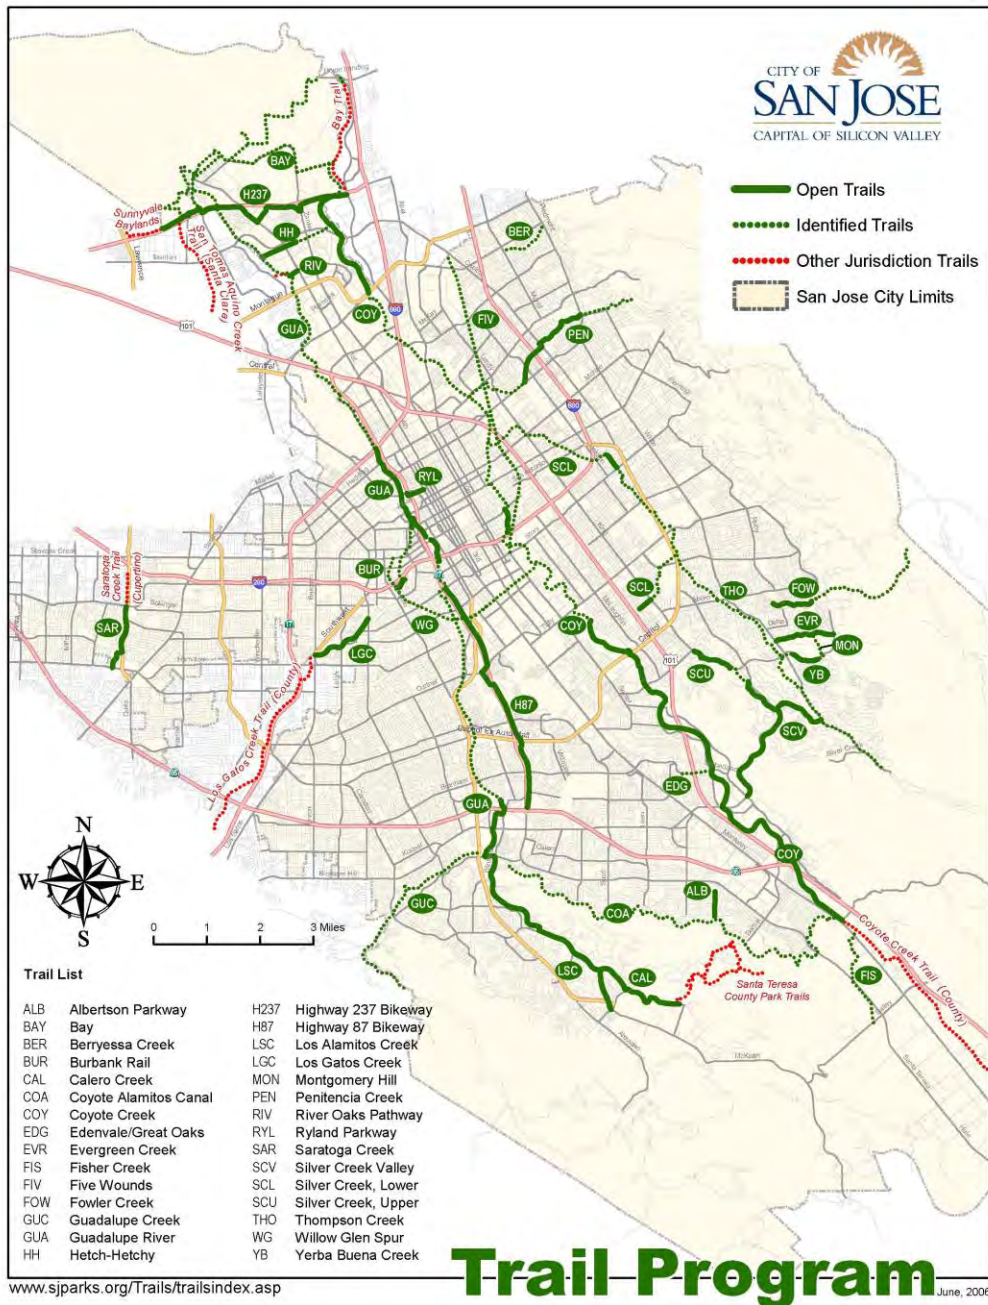 CITY OF
SAN JOSE
CAPITAL OF SILICON VALLEY
Open Trails
Identified Trails
Other Jurisdiction Trails
San Jose City Limits
Bay Trail
BAY
H237
Sunnyvale
Baylands
San Tomas Aquino Creek
Trail (Santa Clara)
HH
RIV
BER
GUA
COY
FIV
PEN
101
880
680
Central
SCL
RYL
GUA
BUR
Saratoga
Creek Trail
(Cupertino)
280
SAR
WG
LGC
17
Southwest
COY
SCL
THO
FOW
EVR
MON
YB
101
SCU
SCV
H87
Capitol
Los Gatos Creek Trail (County)
EDG
GUA
COY
N
W E
S
0 1 2 3 Miles
GUC
COA
ALB
LSC
CAL
Santa Teresa
County Park Trails
FIS
Coyote Creek Trail (County)
McKean
Trail List
ALB Albertson Parkway
BAY Bay
BER Berryessa Creek
BUR Burbank Rail
CAL Calero Creek
COA Coyote Alamitos Canal
COY Coyote Creek
EDG Edenvale/Great Oaks
EVR Evergreen Creek
FIS Fisher Creek
FIV Five Wounds
FOW Fowler Creek
GUC Guadalupe Creek
GUA Guadalupe River
HH Hetch-Hetchy
H237 Highway 237 Bikeway
H87 Highway 87 Bikeway
LSC Los Alamitos Creek
LGC Los Gatos Creek
MON Montgomery Hill
PEN Penitencia Creek
RIV River Oaks Pathway
RYL Ryland Parkway
SAR Saratoga Creek
SCV Silver Creek Valley
SCL Silver Creek, Lower
SCU Silver Creek, Upper
THO Thompson Creek
WG Willow Glen Spur
YB Yerba Buena Creek
Trail Program
www.sjparks.org/Trails/trailsindex.asp
June, 2006